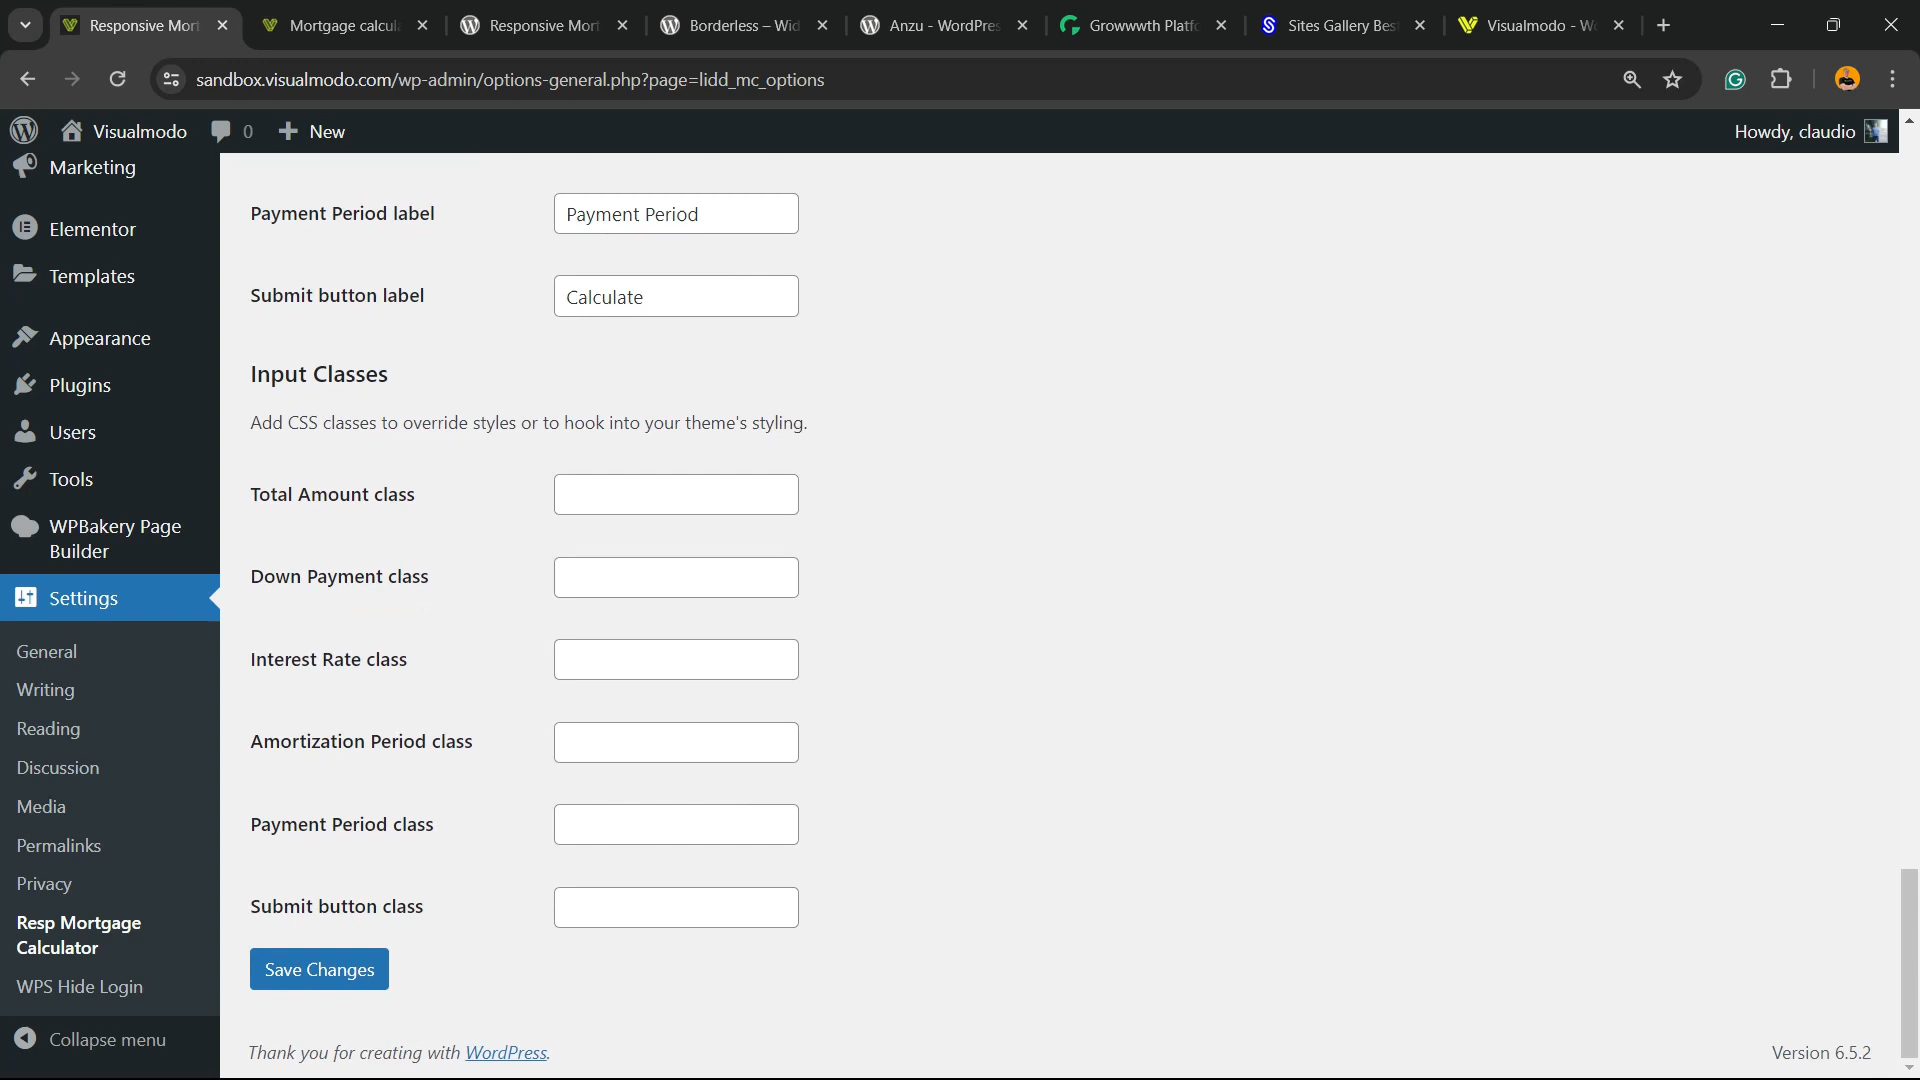 Responsive Mort
Mortgage calcul
Responsive Mort
Borderless – Wid
Anzu - WordPres
Growwwth Platfo
Sites Gallery Bes
Visualmodo - Wo
sandbox.visualmodo.com/wp-admin/options-general.php?page=lidd_mc_options
Visualmodo
0
New
Howdy, claudio
Marketing
Elementor
Templates
Appearance
Plugins
Users
Tools
WPBakery Page
Builder
Settings
General
Writing
Reading
Discussion
Media
Permalinks
Privacy
Resp Mortgage
Calculator
WPS Hide Login
Collapse menu
Payment Period label
Payment Period
Submit button label
Calculate
Input Classes
Add CSS classes to override styles or to hook into your theme's styling.
Total Amount class
Down Payment class
Interest Rate class
Amortization Period class
Payment Period class
Submit button class
Save Changes
Thank you for creating with WordPress.
Version 6.5.2